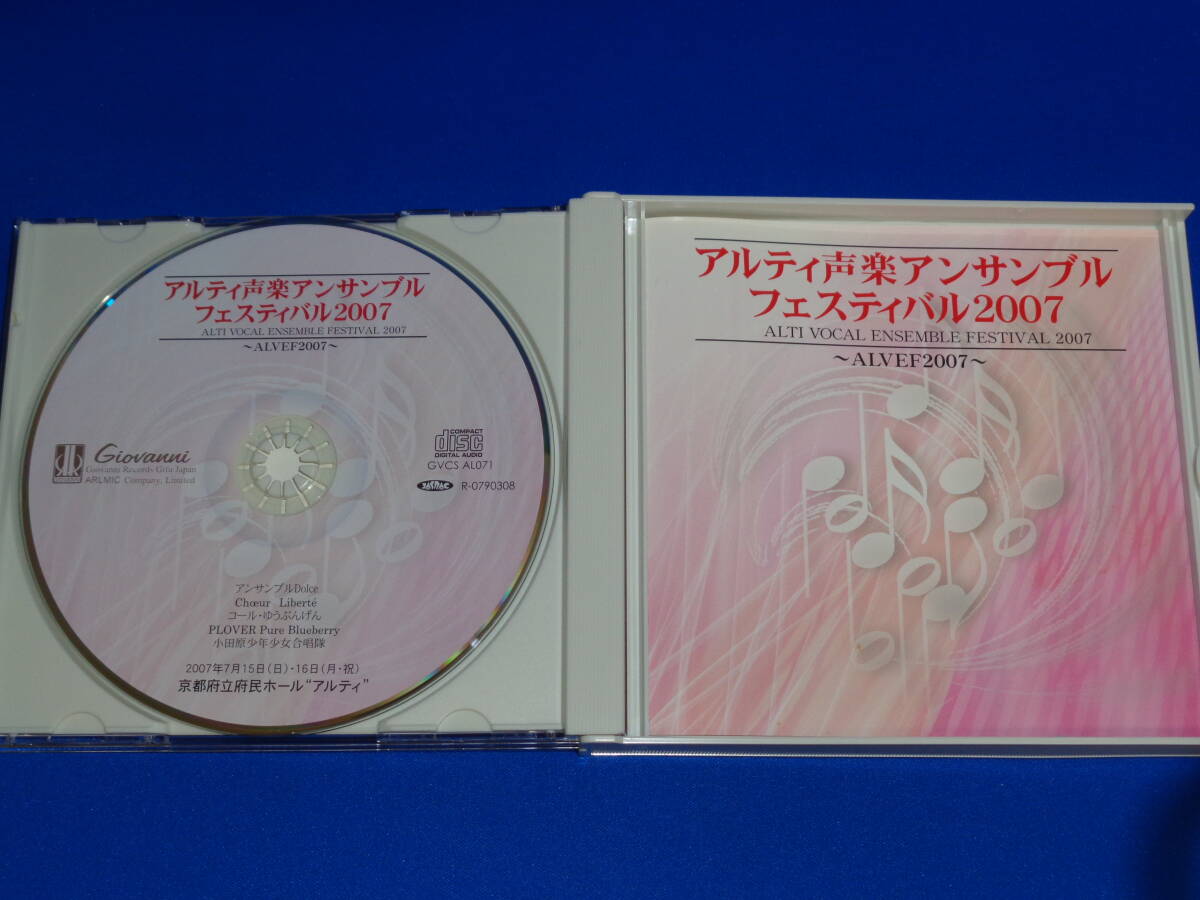 アルティ声楽アンサンブル
フェスティバル2007
ALTI VOCAL ENSEMBLE FESTIVAL 2007
～ALVEF2007～
Giovanni
Giovanni Records Gifu Japan
ARLMIC Company, Limited
COMPACT
disc
DIGITAL AUDIO
GVCS AL071
R-0790308
アンサンブルDolce
Chœur Liberté
コール・ゆうぶんげん
PLOVER Pure Blueberry
小田原少年少女合唱隊
2007年7月15日(日)・16日(月・祝)
京都府立府民ホール“アルティ”
アルティ声楽アンサンブル
フェスティバル2007
ALTI VOCAL ENSEMBLE FESTIVAL 2007
～ALVEF2007～